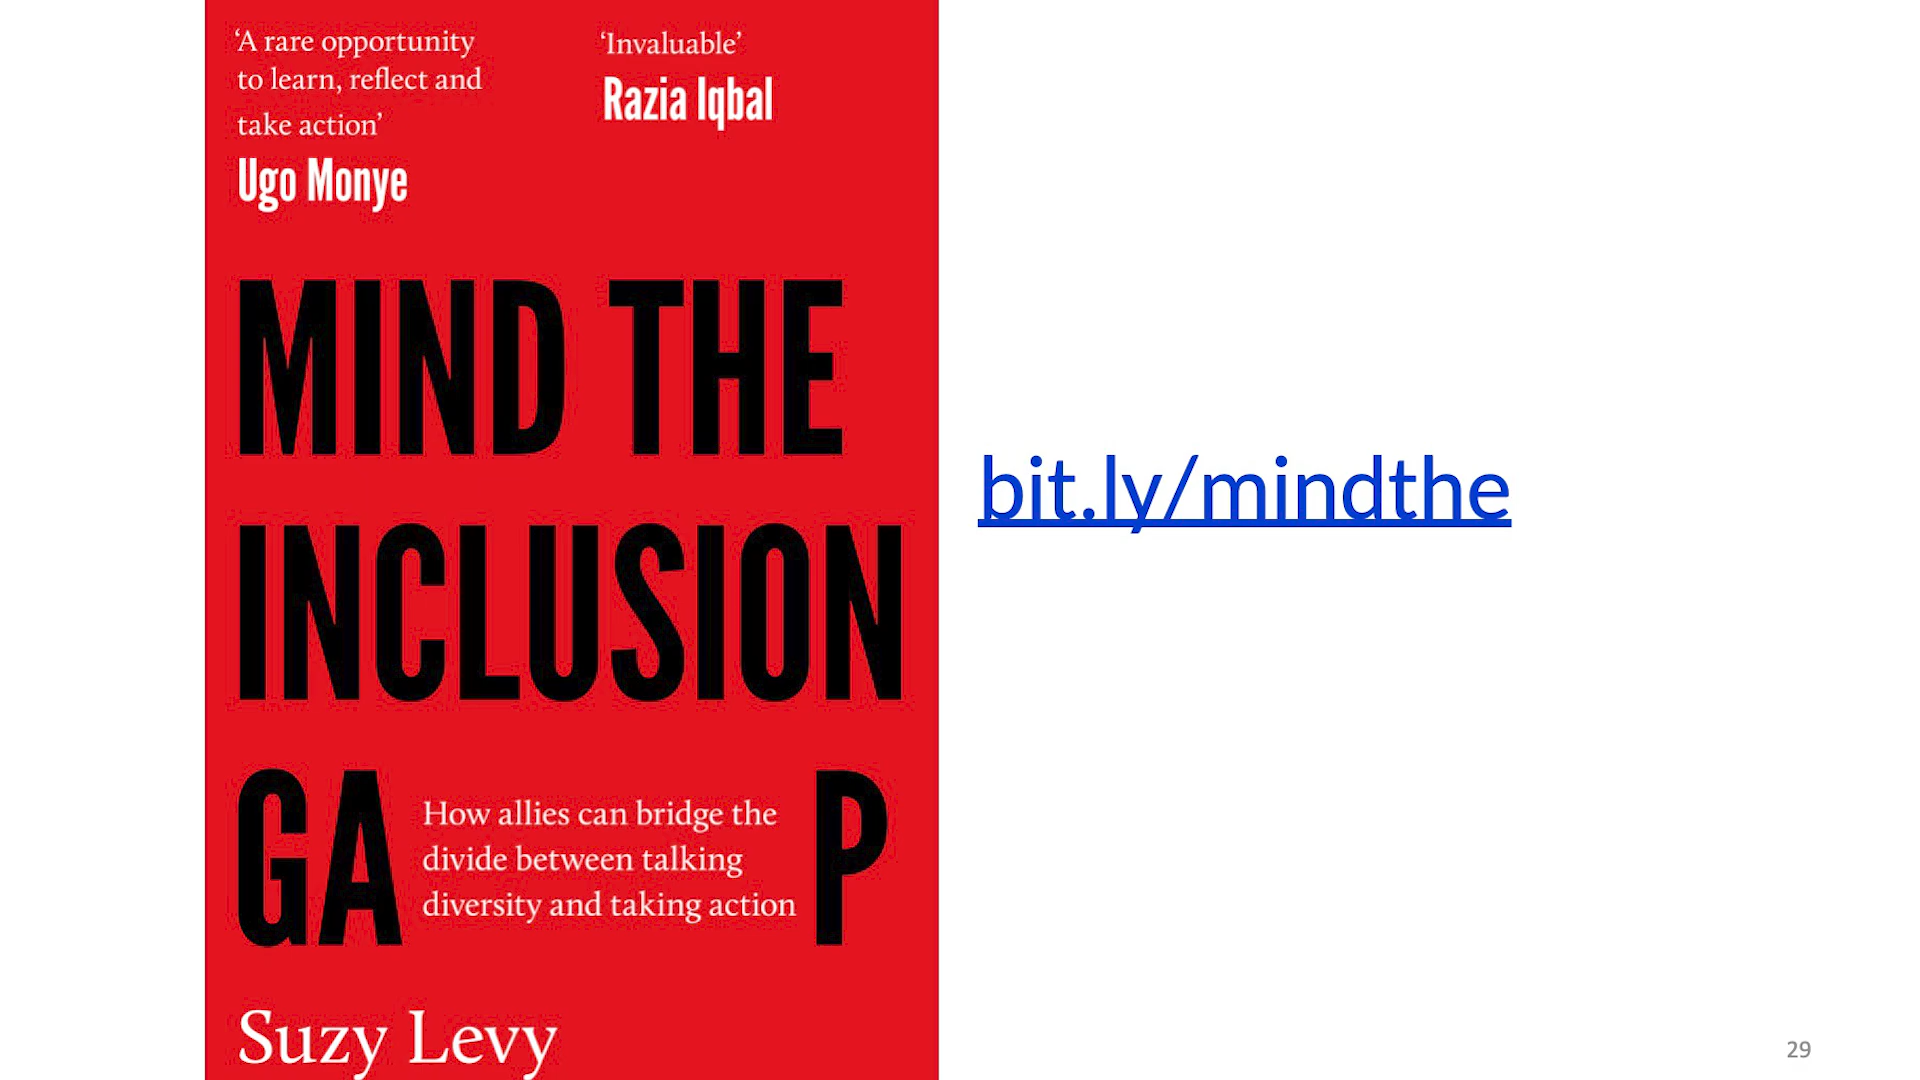 ‘A rare opportunity
to learn, reflect and
take action’
Ugo Monye
‘Invaluable’
Razia Iqbal
MIND THE
INCLUSION
GAP
How allies can bridge the
divide between talking
diversity and taking action
Suzy Levy
bit.ly/mindthe
29